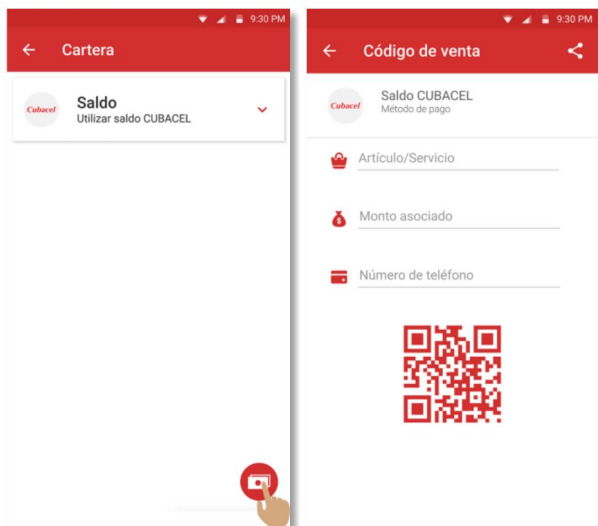 9:30 PM
Cartera
Cubacel
Saldo
Utilizar saldo CUBACEL
9:30 PM
Código de venta
Cubacel
Saldo CUBACEL
Método de pago
Artículo/Servicio
Monto asociado
Número de teléfono